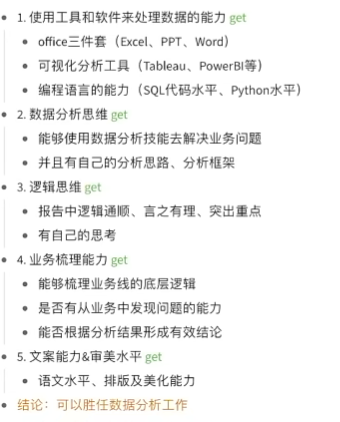 1. 使用工具和软件来处理数据的能力 get
office三件套（Excel、PPT、Word）
可视化分析工具（Tableau、PowerBI等）
编程语言的能力（SQL代码水平、Python水平）
2. 数据分析思维 get
能够使用数据分析技能去解决业务问题
并且有自己的分析思路、分析框架
3. 逻辑思维 get
报告中逻辑通顺、言之有理、突出重点
有自己的思考
4. 业务梳理能力 get
能够梳理业务线的底层逻辑
是否有从业务中发现问题的能力
能否根据分析结果形成有效结论
5. 文案能力&审美水平 get
语文水平、排版及美化能力
结论：可以胜任数据分析工作